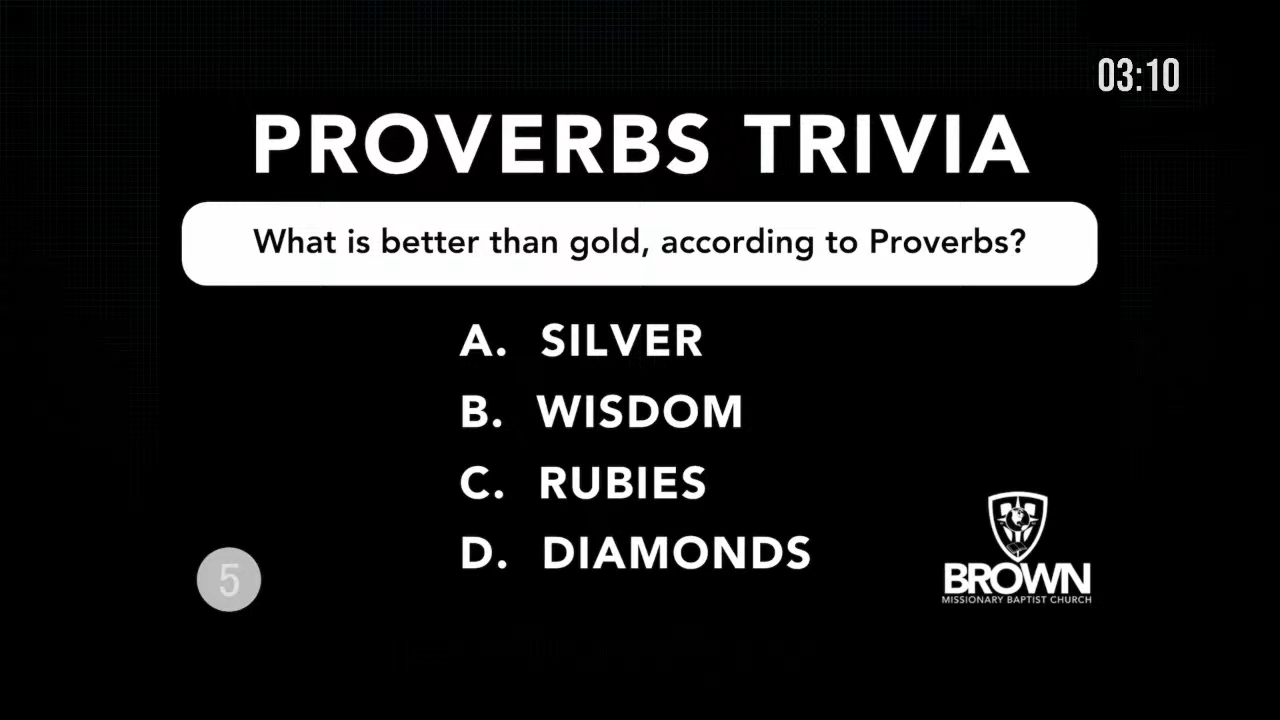 03:10
PROVERBS TRIVIA
What is better than gold, according to Proverbs?
A. SILVER
B. WISDOM
C. RUBIES
D. DIAMONDS
5
BROWN
MISSIONARY BAPTIST CHURCH